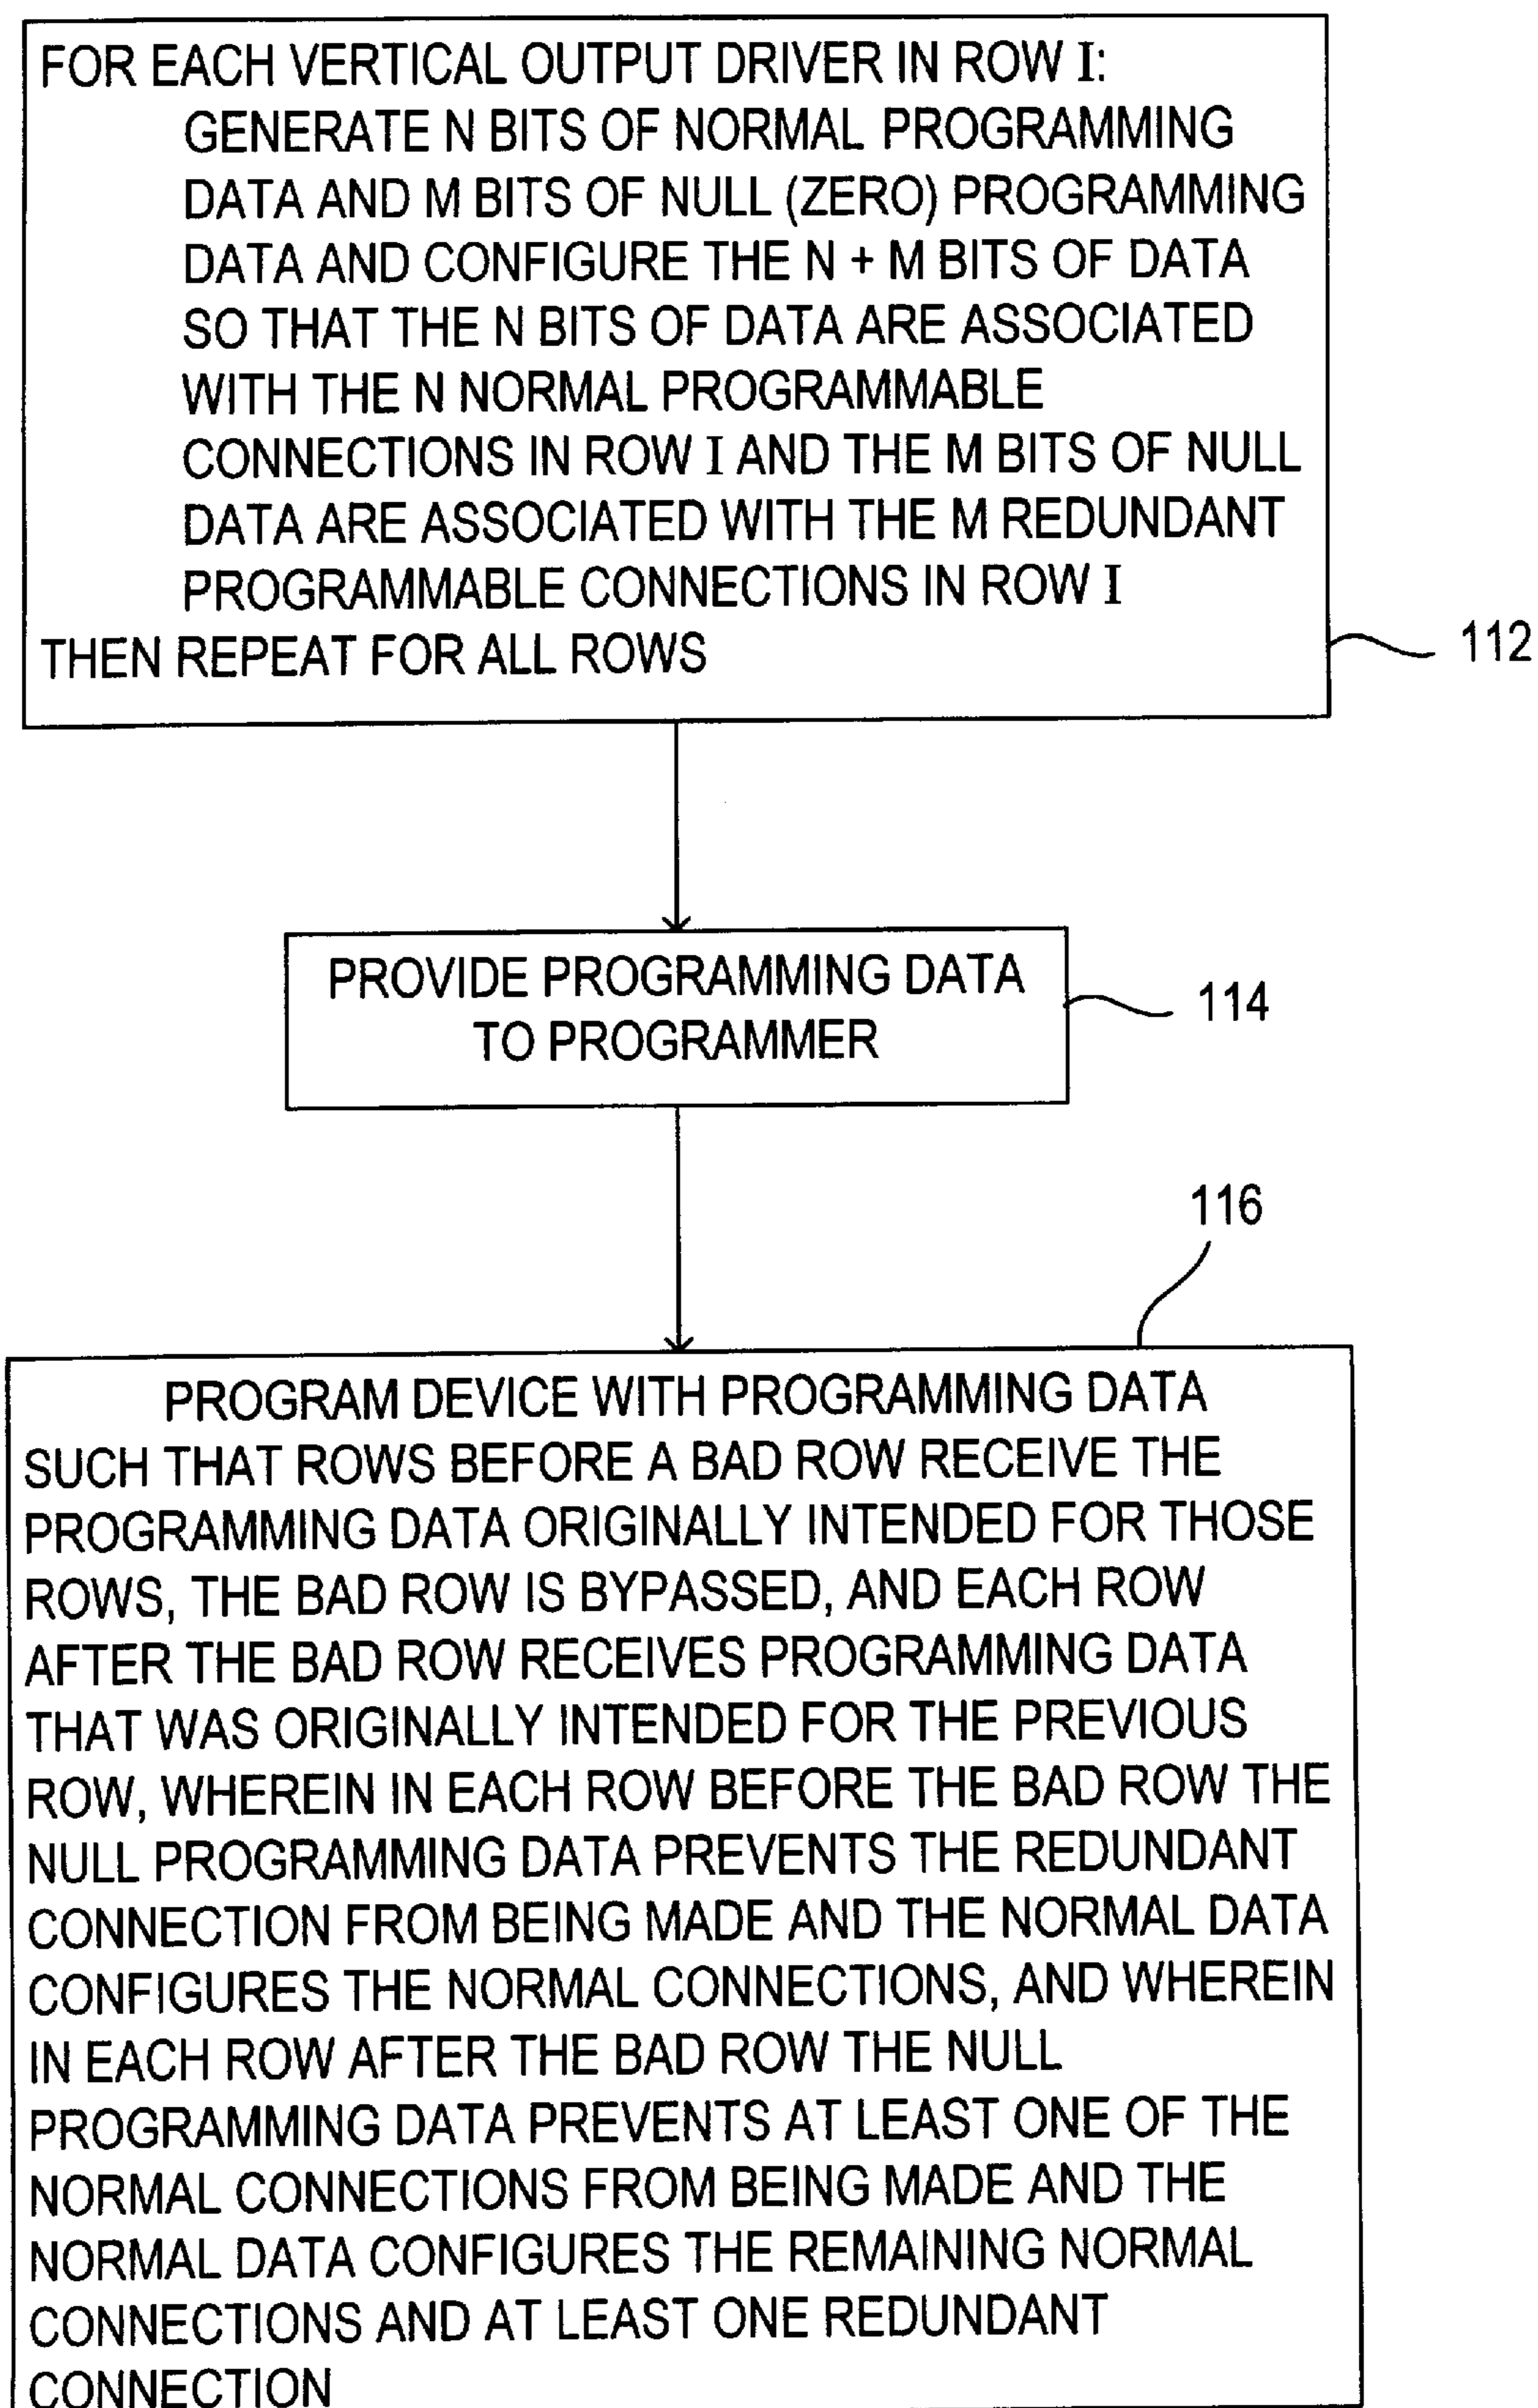 FOR EACH VERTICAL OUTPUT DRIVER IN ROW I:
GENERATE N BITS OF NORMAL PROGRAMMING
DATA AND M BITS OF NULL (ZERO) PROGRAMMING
DATA AND CONFIGURE THE N + M BITS OF DATA
SO THAT THE N BITS OF DATA ARE ASSOCIATED
WITH THE N NORMAL PROGRAMMABLE
CONNECTIONS IN ROW I AND THE M BITS OF NULL
DATA ARE ASSOCIATED WITH THE M REDUNDANT
PROGRAMMABLE CONNECTIONS IN ROW I
THEN REPEAT FOR ALL ROWS
112
PROVIDE PROGRAMMING DATA
TO PROGRAMMER
114
116
PROGRAM DEVICE WITH PROGRAMMING DATA
SUCH THAT ROWS BEFORE A BAD ROW RECEIVE THE
PROGRAMMING DATA ORIGINALLY INTENDED FOR THOSE
ROWS, THE BAD ROW IS BYPASSED, AND EACH ROW
AFTER THE BAD ROW RECEIVES PROGRAMMING DATA
THAT WAS ORIGINALLY INTENDED FOR THE PREVIOUS
ROW, WHEREIN IN EACH ROW BEFORE THE BAD ROW THE
NULL PROGRAMMING DATA PREVENTS THE REDUNDANT
CONNECTION FROM BEING MADE AND THE NORMAL DATA
CONFIGURES THE NORMAL CONNECTIONS, AND WHEREIN
IN EACH ROW AFTER THE BAD ROW THE NULL
PROGRAMMING DATA PREVENTS AT LEAST ONE OF THE
NORMAL CONNECTIONS FROM BEING MADE AND THE
NORMAL DATA CONFIGURES THE REMAINING NORMAL
CONNECTIONS AND AT LEAST ONE REDUNDANT
CONNECTION